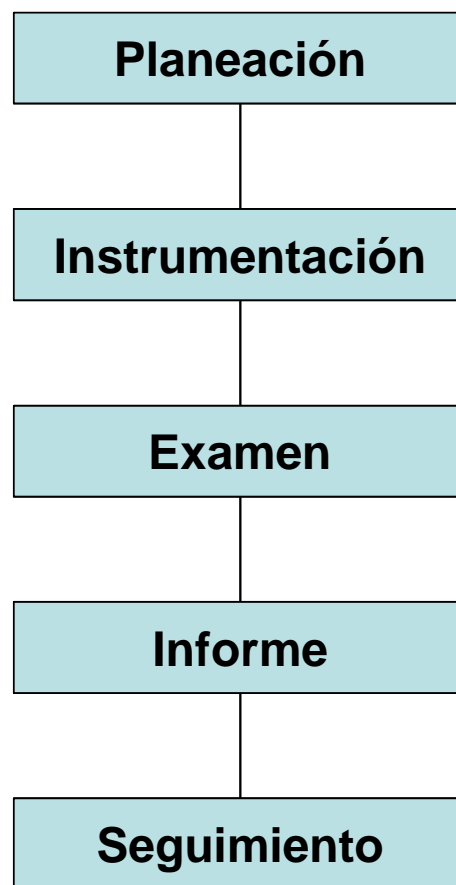 Planeación
Instrumentación
Examen
Informe
Seguimiento